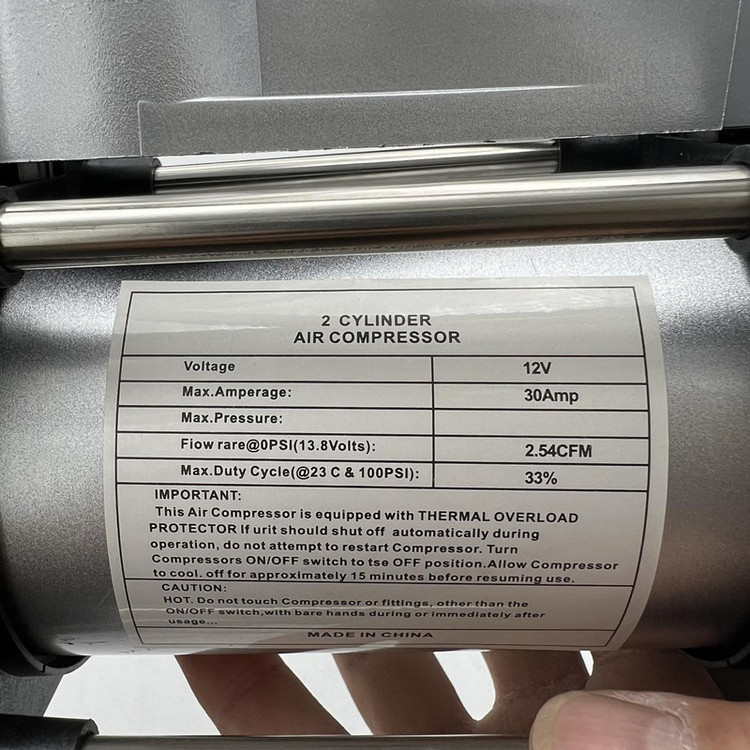 2 CYLINDER
AIR COMPRESSOR
Voltage 12V
Max.Amperage: 30Amp
Max.Pressure:
Fiow rare@0PSI(13.8Volts): 2.54CFM
Max.Duty Cycle(@23 C & 100PSI): 33%
IMPORTANT:
This Air Compressor is equipped with THERMAL OVERLOAD
PROTECTOR If urit should shut off automatically during
operation, do not attempt to restart Compressor. Turn
Compressors ON/OFF switch to tse OFF position.Allow Compressor
to cool. off for approximately 15 minutes before resuming use.
CAUTION:
HOT. Do not touch Compressor or fittings, other than the
ON/OFF switch,with bare hands during or immediately after
usage...
MADE IN CHINA